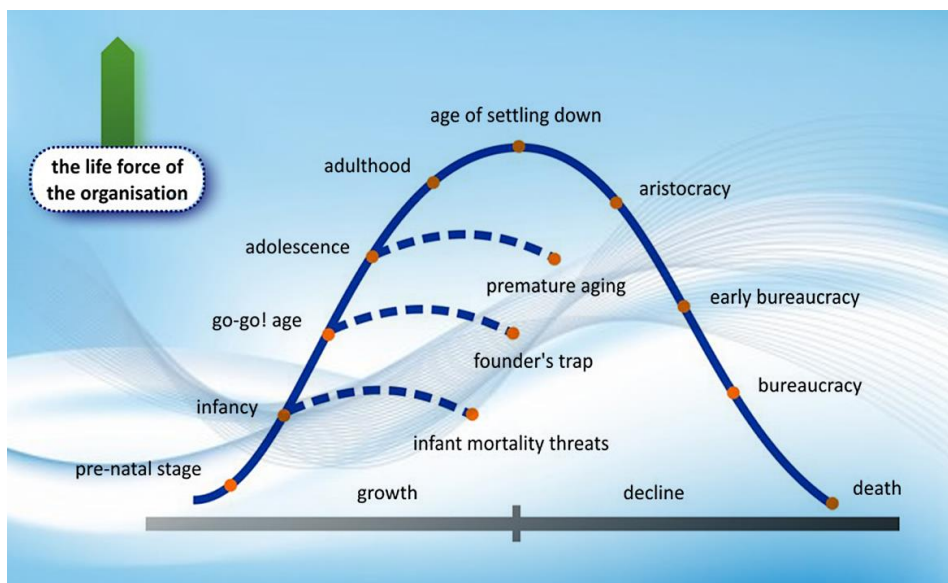 age of settling down
the life force of
the organisation
adulthood
aristocracy
adolescence
premature aging
early bureaucracy
go-go! age
founder's trap
bureaucracy
infancy
infant mortality threats
pre-natal stage
growth
decline
death